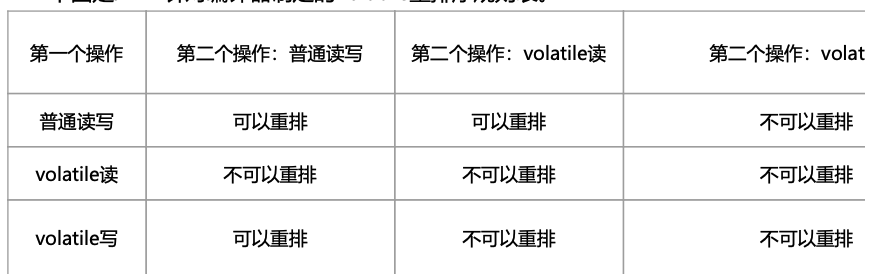 第一个操作 第二个操作：普通读写 第二个操作：volatile读 第二个操作：volat
普通读写 可以重排 可以重排 不可以重排
volatile读 不可以重排 不可以重排 不可以重排
volatile写 可以重排 不可以重排 不可以重排